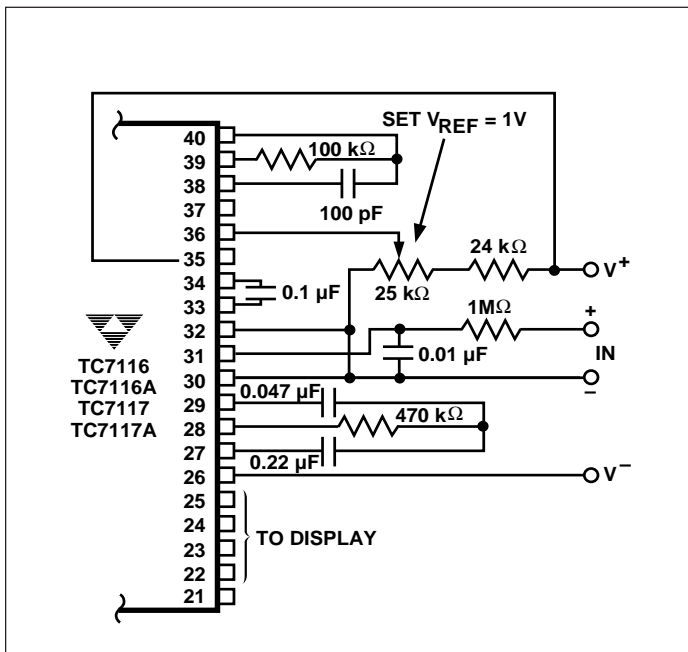 SET VREF = 1V
40
39
100 kΩ
38
100 pF
37
36
35
24 kΩ
V+
25 kΩ
34
33
0.1 µF
1MΩ
+
32
31
0.01 µF
IN
30
–
TC7116
TC7116A
TC7117
TC7117A
29
0.047 µF
28
470 kΩ
27
0.22 µF
26
V–
25
24
TO DISPLAY
23
22
21